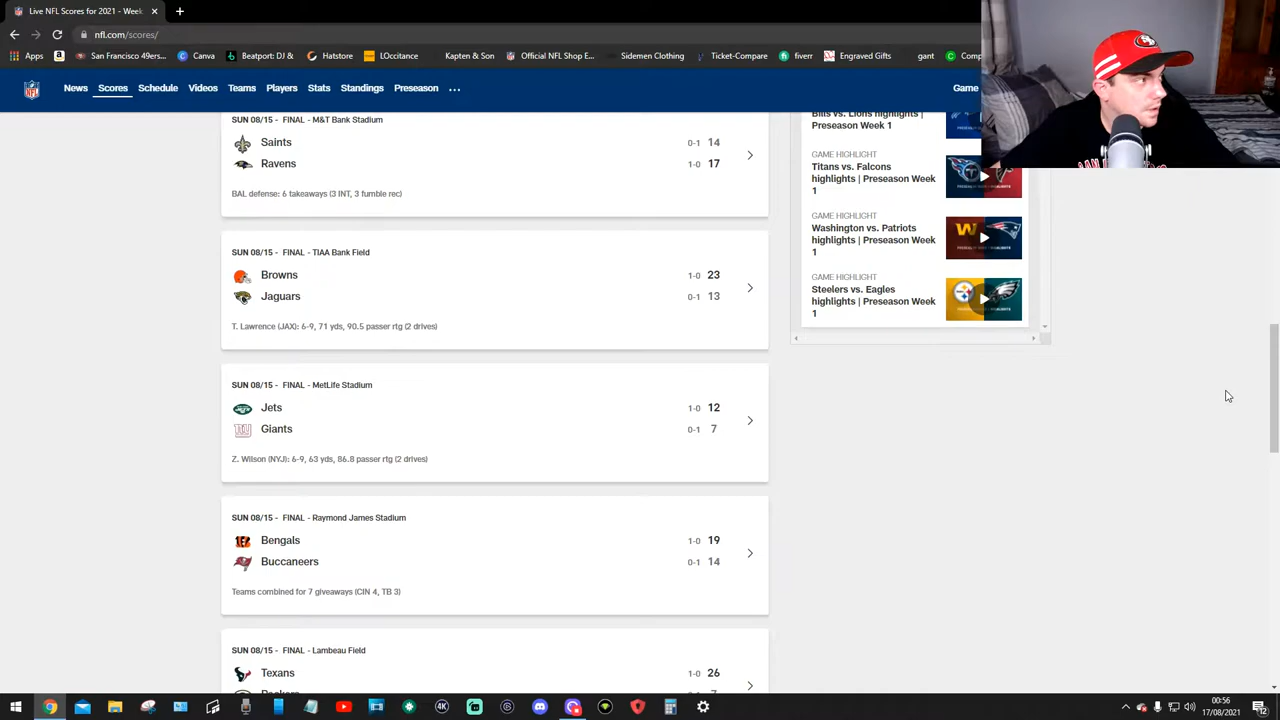 Live NFL Scores for 2021 - Week
nfl.com/scores/
Apps
San Francisco 49ers...
Canva
Beatport: DJ &
Hatstore
LOccitane
Official NFL Shop E...
Sidemen Clothing
Ticket-Compare
fiverr
Engraved Gifts
gant
Comp
NFL
News
Scores
Schedule
Videos
Teams
Players
Stats
Standings
Preseason
...
Game
SUN 08/15 - FINAL - M&T Bank Stadium
Saints 0-1 14
Ravens 1-0 17
BAL defense: 6 takeaways (3 INT, 3 fumble rec)
SUN 08/15 - FINAL - TIAA Bank Field
Browns 1-0 23
Jaguars 0-1 13
T. Lawrence (JAX): 6-9, 71 yds, 90.5 passer rtg (2 drives)
SUN 08/15 - FINAL - MetLife Stadium
Jets 1-0 12
Giants 0-1 7
Z. Wilson (NYJ): 6-9, 63 yds, 86.8 passer rtg (2 drives)
SUN 08/15 - FINAL - Raymond James Stadium
Bengals 1-0 19
Buccaneers 0-1 14
Teams combined for 7 giveaways (CIN 4, TB 3)
SUN 08/15 - FINAL - Lambeau Field
Texans 1-0 26
Packers 7
Bills vs. Lions highlights |
Preseason Week 1
GAME HIGHLIGHT
Titans vs. Falcons
highlights | Preseason Week
1
GAME HIGHLIGHT
Washington vs. Patriots
highlights | Preseason Week
1
GAME HIGHLIGHT
Steelers vs. Eagles
highlights | Preseason Week
1
00:56
17/08/2021